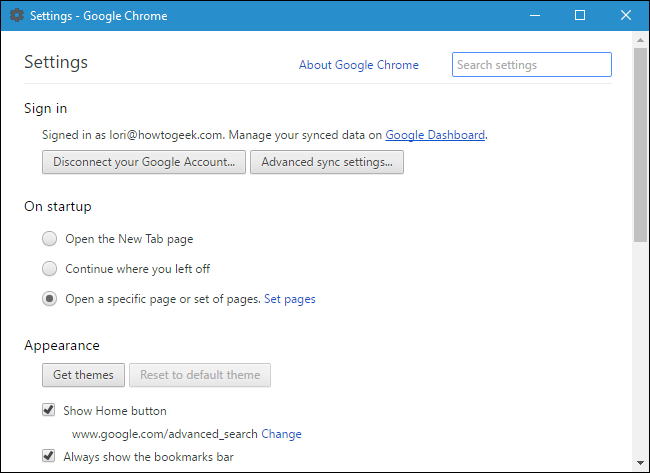 Settings - Google Chrome
Settings
About Google Chrome
Search settings
Sign in
Signed in as lori@howtogeek.com. Manage your synced data on Google Dashboard.
Disconnect your Google Account... Advanced sync settings...
On startup
Open the New Tab page
Continue where you left off
Open a specific page or set of pages. Set pages
Appearance
Get themes Reset to default theme
Show Home button
www.google.com/advanced_search Change
Always show the bookmarks bar